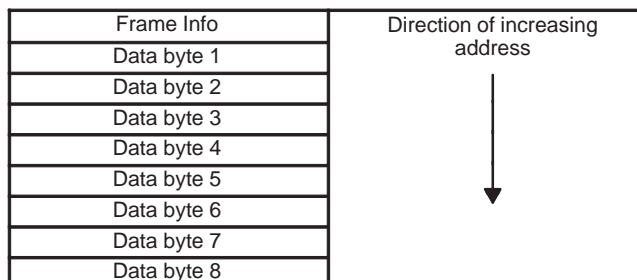 Frame Info
Direction of increasing
address
Data byte 1
Data byte 2
Data byte 3
Data byte 4
Data byte 5
Data byte 6
Data byte 7
Data byte 8